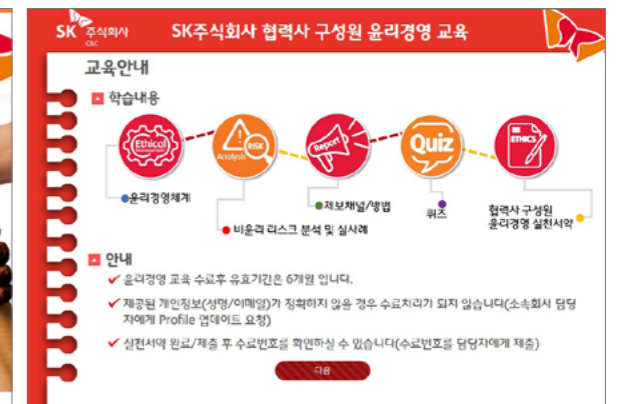 SK 주식회사
C&C
SK주식회사 협력사 구성원 윤리경영 교육
교육안내
학습내용
Ethical
Analysis RISK
Report
Quiz
ETHICS
윤리경영체계
비윤리 리스크 분석 및 실사례
제보채널/방법
퀴즈
협력사 구성원
윤리경영 실천서약
안내
윤리경영 교육 수료후 유효기간은 6개월 입니다.
제공된 개인정보(성명/이메일)가 정확하지 않을 경우 수료처리가 되지 않습니다(소속회사 담당
자에게 Profile 업데이트 요청)
실천서약 완료/제출 후 수료번호를 확인하실 수 있습니다(수료번호를 담당자에게 제출)
다음